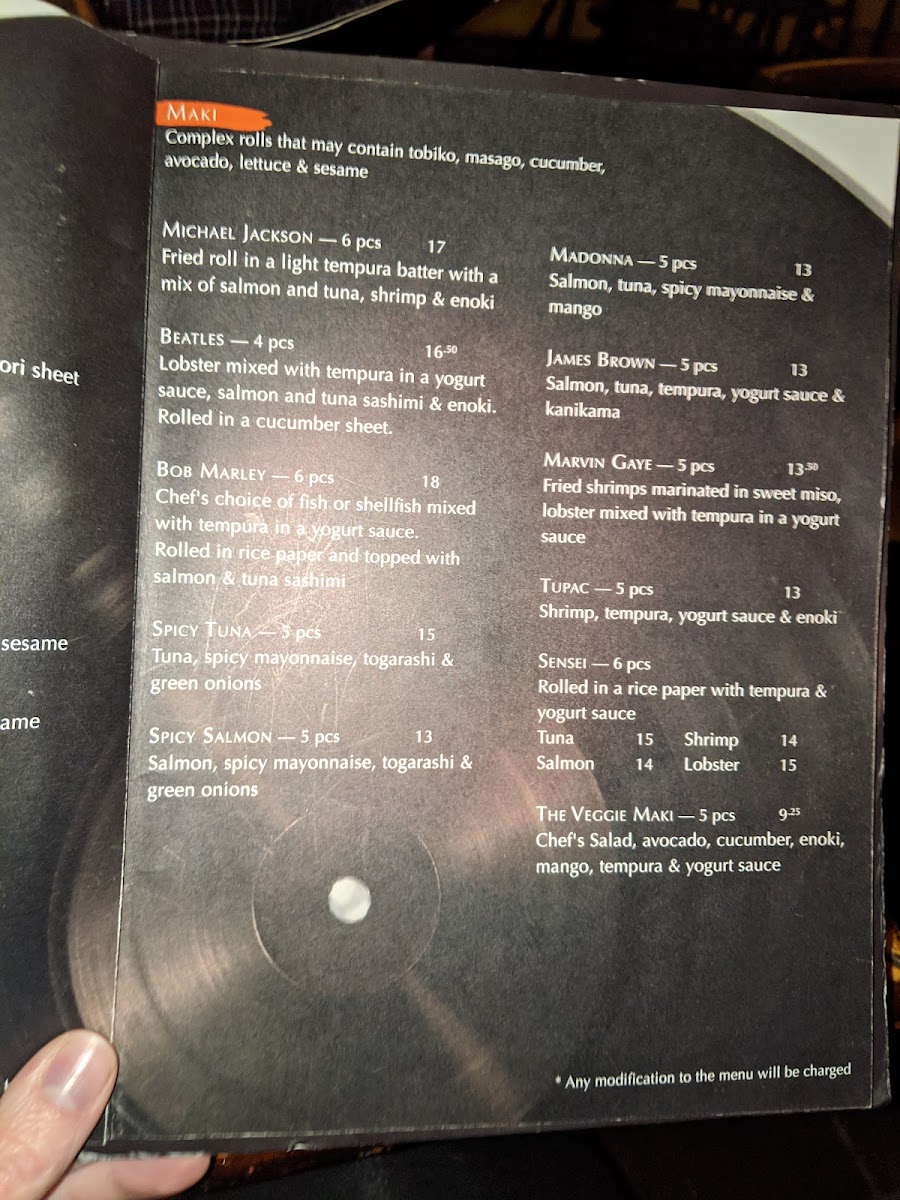 ori sheet
sesame
ame
MAKI
Complex rolls that may contain tobiko, masago, cucumber,
avocado, lettuce & sesame
MICHAEL JACKSON — 6 pcs 17
Fried roll in a light tempura batter with a
mix of salmon and tuna, shrimp & enoki
BEATLES — 4 pcs 16.50
Lobster mixed with tempura in a yogurt
sauce, salmon and tuna sashimi & enoki.
Rolled in a cucumber sheet.
BOB MARLEY — 6 pcs 18
Chef's choice of fish or shellfish mixed
with tempura in a yogurt sauce.
Rolled in rice paper and topped with
salmon & tuna sashimi
SPICY TUNA — 5 pcs 15
Tuna, spicy mayonnaise, togarashi &
green onions
SPICY SALMON — 5 pcs 13
Salmon, spicy mayonnaise, togarashi &
green onions
MADONNA — 5 pcs 13
Salmon, tuna, spicy mayonnaise &
mango
JAMES BROWN — 5 pcs 13
Salmon, tuna, tempura, yogurt sauce &
kanikama
MARVIN GAYE — 5 pcs 13.50
Fried shrimps marinated in sweet miso,
lobster mixed with tempura in a yogurt
sauce
TUPAC — 5 pcs 13
Shrimp, tempura, yogurt sauce & enoki
SENSEI — 6 pcs
Rolled in a rice paper with tempura &
yogurt sauce
Tuna 15 Shrimp 14
Salmon 14 Lobster 15
THE VEGGIE MAKI — 5 pcs 9.25
Chef's Salad, avocado, cucumber, enoki,
mango, tempura & yogurt sauce
* Any modification to the menu will be charged